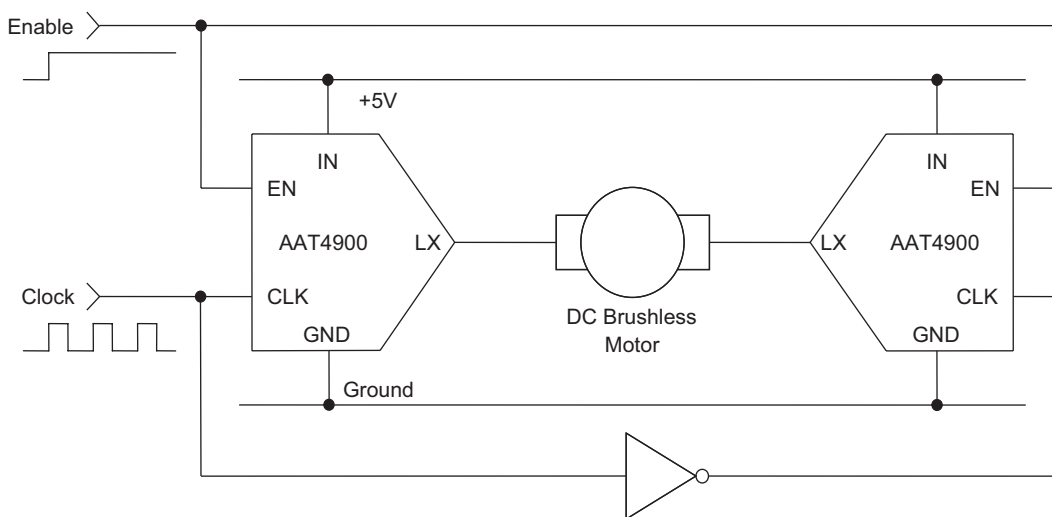 Enable
+5V
IN
IN
EN
EN
AAT4900
LX
LX
AAT4900
Clock
CLK
CLK
DC Brushless
Motor
GND
GND
Ground